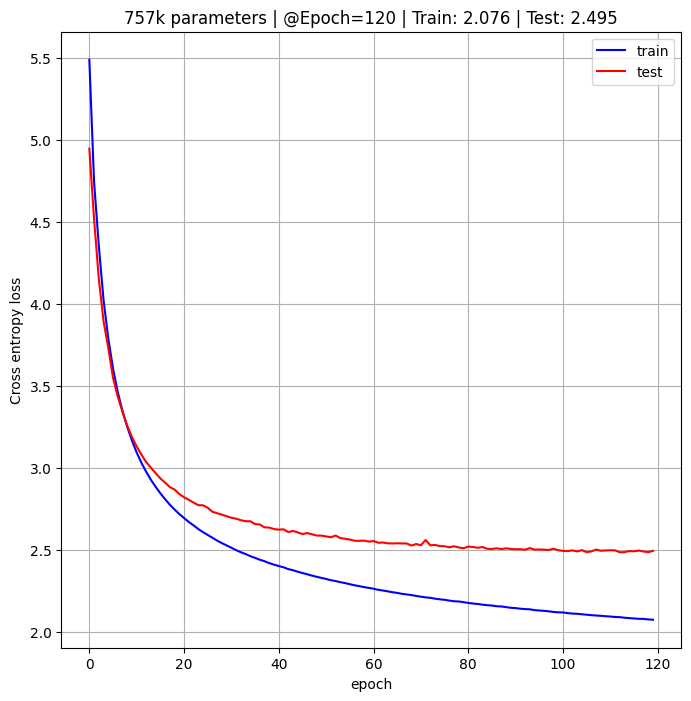 757k parameters | @Epoch=120 | Train: 2.076 | Test: 2.495
train
test
5.5
5.0
4.5
4.0
3.5
3.0
2.5
2.0
Cross entropy loss
0 20 40 60 80 100 120
epoch